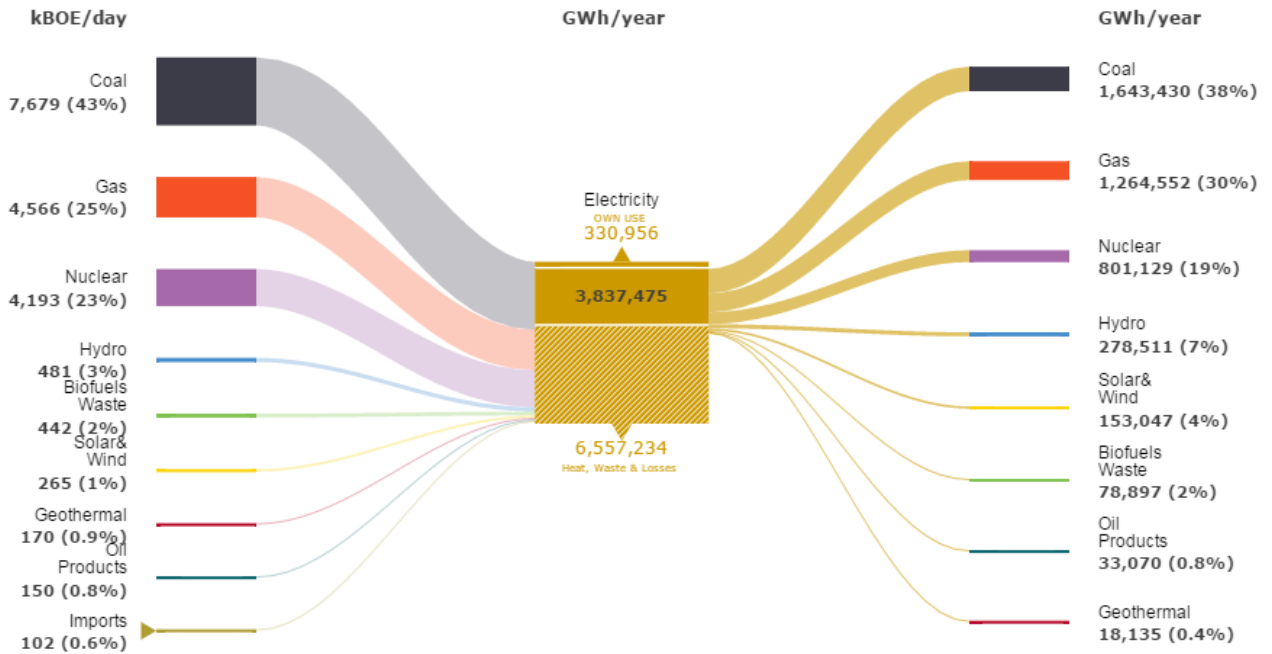 kBOE/day
GWh/year
GWh/year
Coal
7,679 (43%)
Gas
4,566 (25%)
Nuclear
4,193 (23%)
Hydro
481 (3%)
Biofuels
Waste
442 (2%)
Solar&
Wind
265 (1%)
Geothermal
170 (0.9%)
Oil
Products
150 (0.8%)
Imports
102 (0.6%)
Electricity
OWN USE
330,956
3,837,475
6,557,234
Heat, Waste & Losses
Coal
1,643,430 (38%)
Gas
1,264,552 (30%)
Nuclear
801,129 (19%)
Hydro
278,511 (7%)
Solar&
Wind
153,047 (4%)
Biofuels
Waste
78,897 (2%)
Oil
Products
33,070 (0.8%)
Geothermal
18,135 (0.4%)